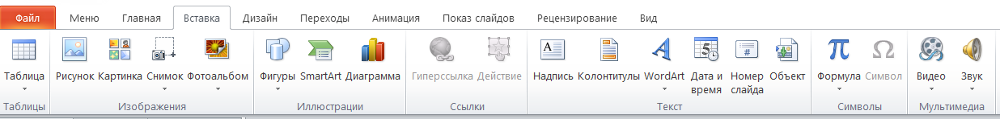 Файл Меню Главная Вставка Дизайн Переходы Анимация Показ слайдов Рецензирование Вид
Таблица Рисунок Картинка Снимок Фотоальбом Фигуры SmartArt Диаграмма Гиперссылка Действие Надпись Колонтитулы WordArt Дата и Номер Объект Формула Символ Видео Звук
время слайда
Таблицы Изображения Иллюстрации Ссылки Текст Символы Мультимедиа